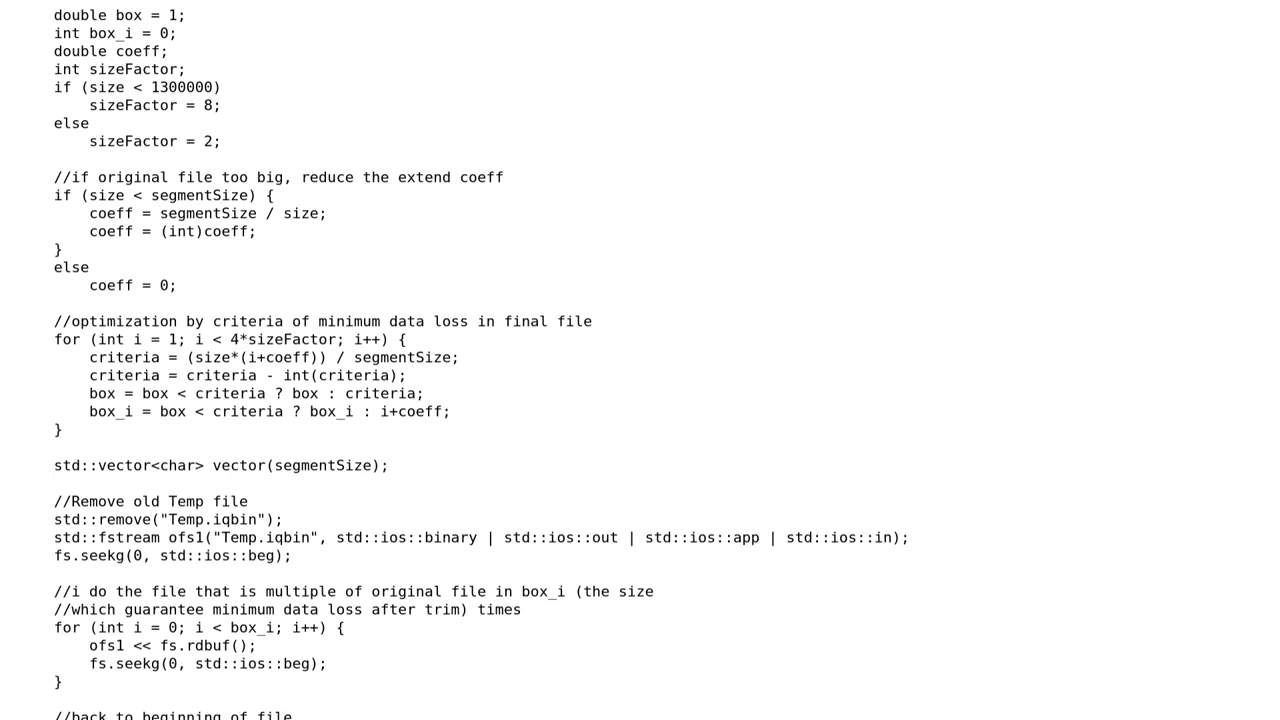 double box = 1;
int box_i = 0;
double coeff;
int sizeFactor;
if (size < 1300000)
    sizeFactor = 8;
else
    sizeFactor = 2;

//if original file too big, reduce the extend coeff
if (size < segmentSize) {
    coeff = segmentSize / size;
    coeff = (int)coeff;
}
else
    coeff = 0;

//optimization by criteria of minimum data loss in final file
for (int i = 1; i < 4*sizeFactor; i++) {
    criteria = (size*(i+coeff)) / segmentSize;
    criteria = criteria - int(criteria);
    box = box < criteria ? box : criteria;
    box_i = box < criteria ? box_i : i+coeff;
}

std::vector<char> vector(segmentSize);

//Remove old Temp file
std::remove("Temp.iqbin");
std::fstream ofs1("Temp.iqbin", std::ios::binary | std::ios::out | std::ios::app | std::ios::in);
fs.seekg(0, std::ios::beg);

//i do the file that is multiple of original file in box_i (the size
//which guarantee minimum data loss after trim) times
for (int i = 0; i < box_i; i++) {
    ofs1 << fs.rdbuf();
    fs.seekg(0, std::ios::beg);
}

//back to beginning of file